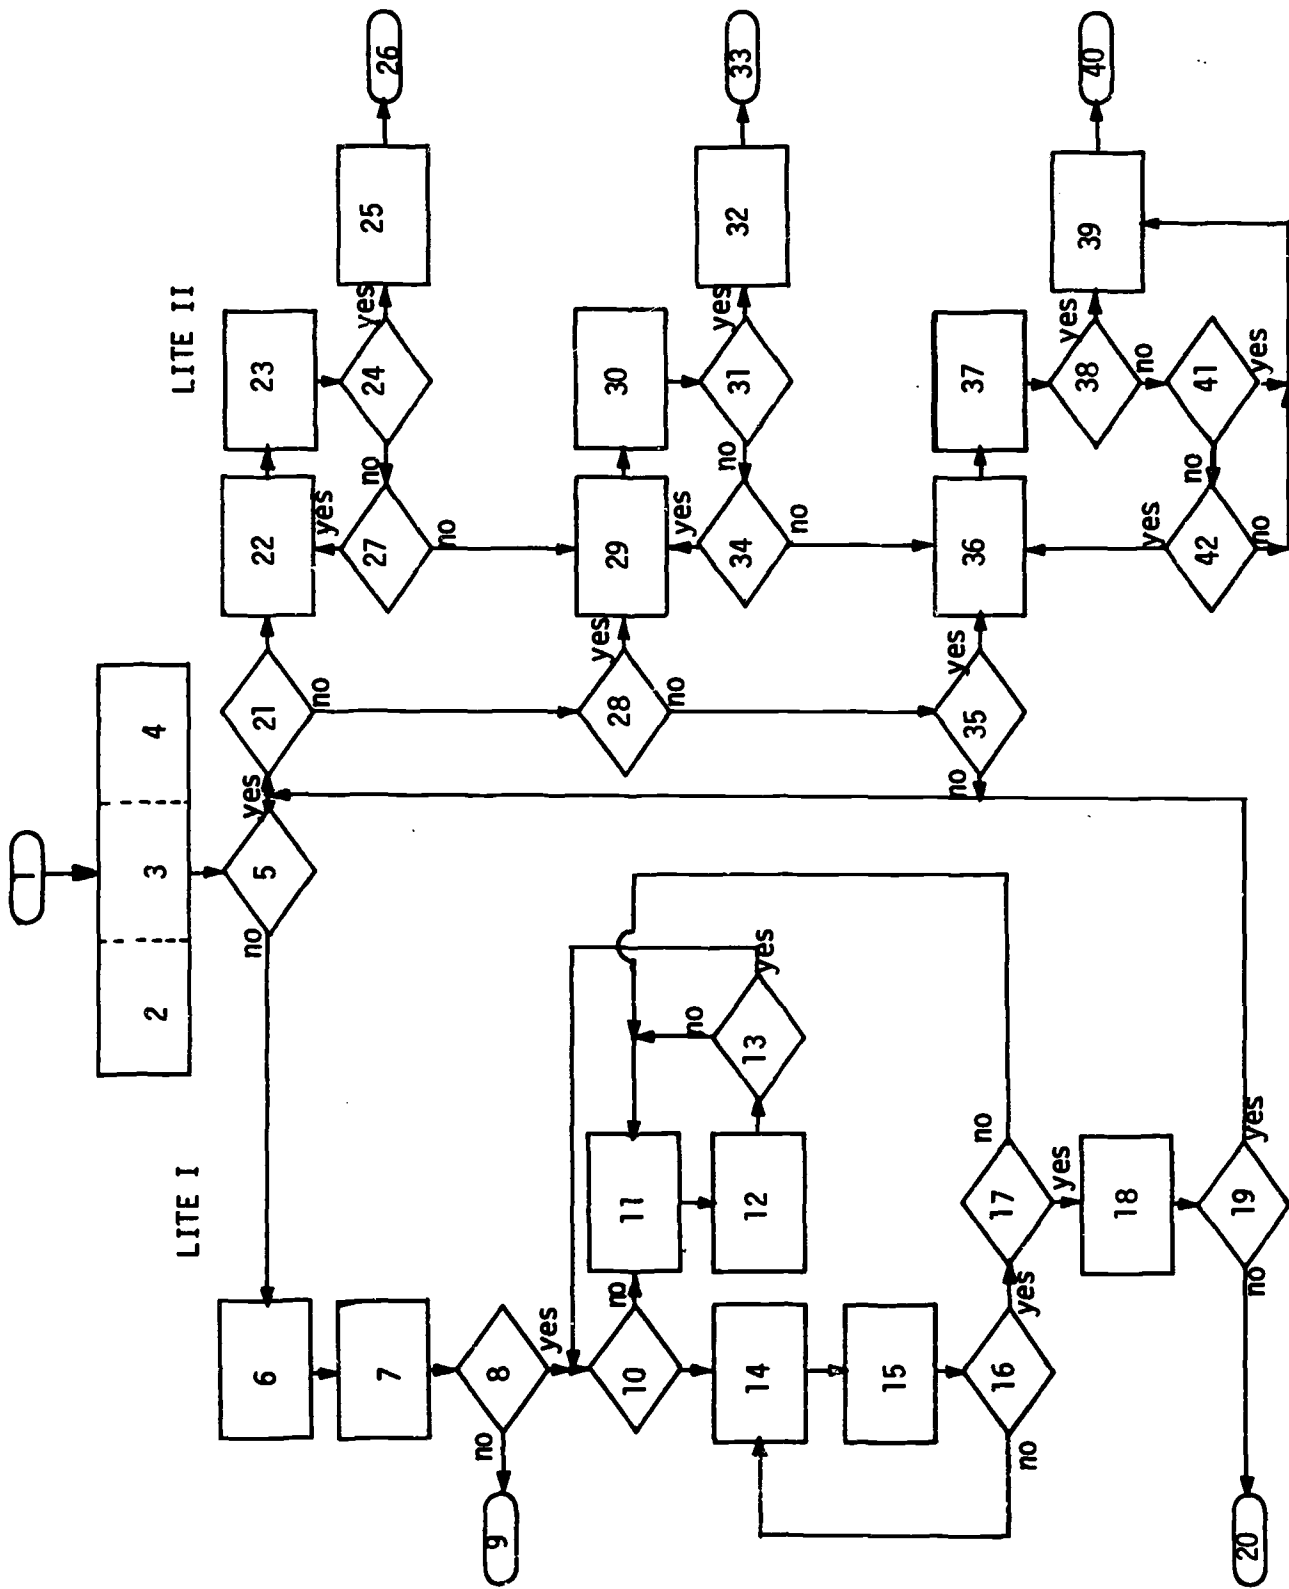 1
2 3 4
5
yes
no
LITE I
LITE II
6
7
8
yes
no
9
10
no
11
12
13
no
yes
14
15
16
yes
no
17
no
yes
18
19
yes
no
20
21
no
22
23
24
yes
no
25
26
27
yes
no
28
yes
no
29
30
31
yes
no
32
33
34
yes
no
35
yes
no
36
37
38
yes
no
39
40
41
yes
no
42
yes
no